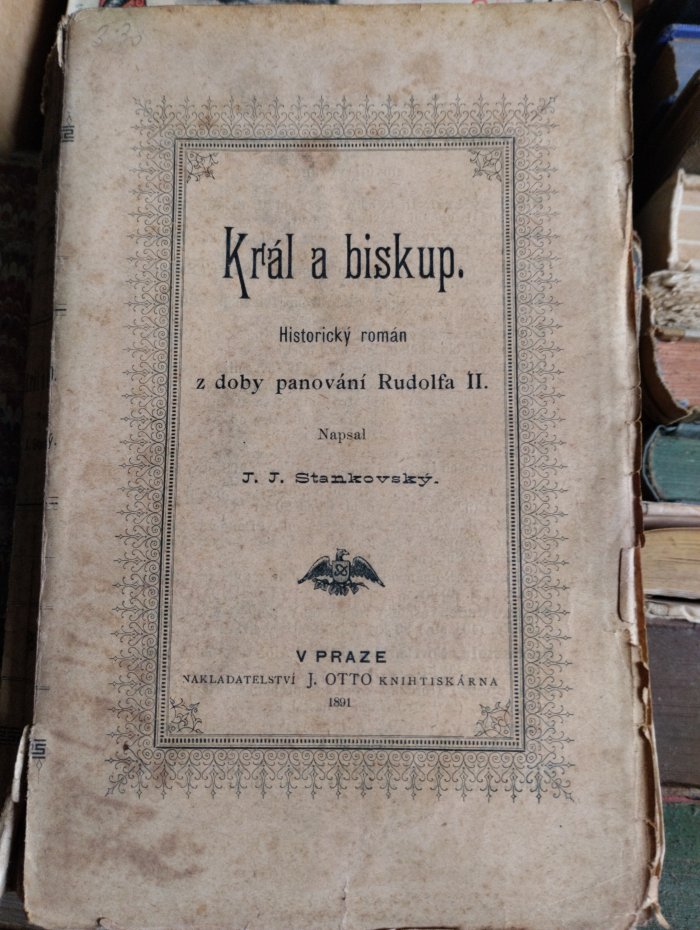 Král a biskup.
Historický román
z doby panování Rudolfa II.
Napsal
J. J. Stankovský.
V PRAZE
NAKLADATELSTVÍ J. OTTO KNIHTISKÁRNA
1891